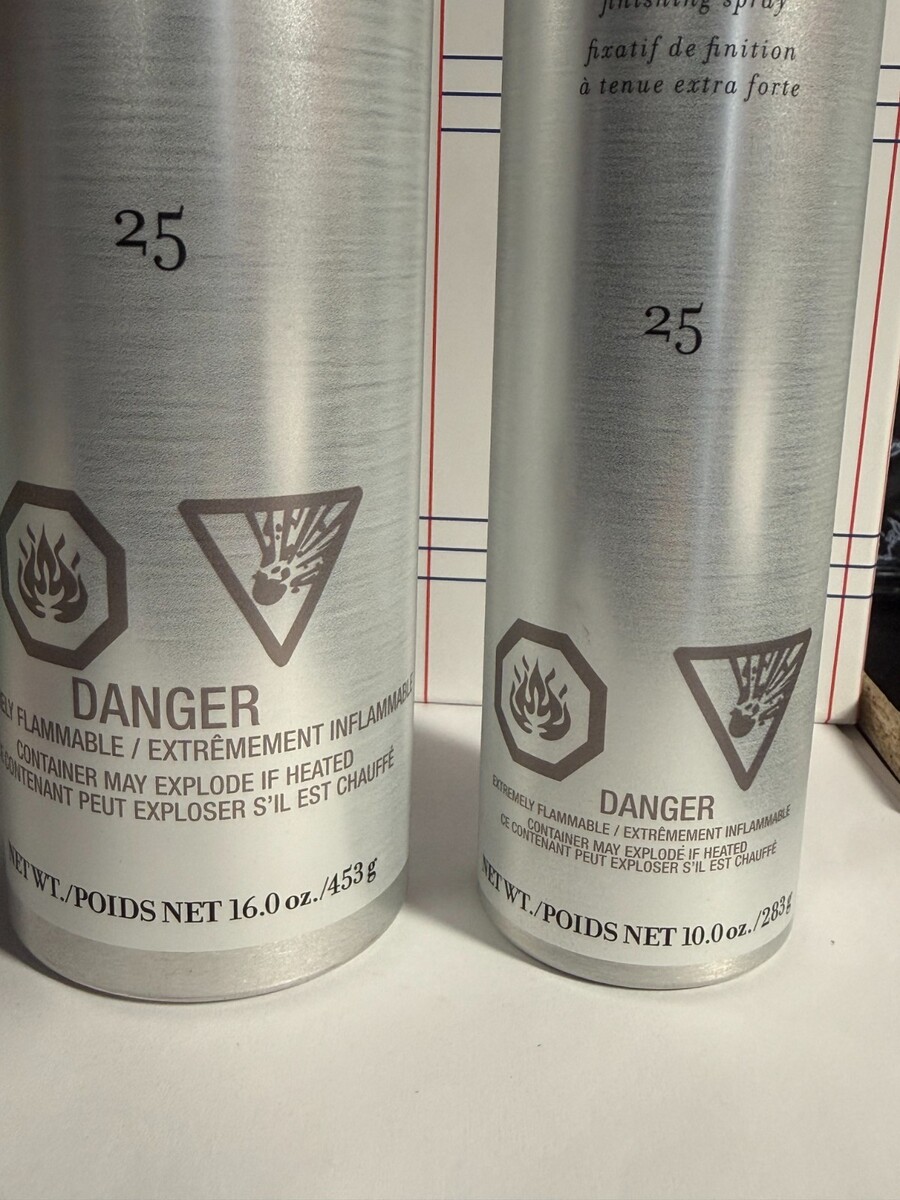 25
DANGER
FLAMMABLE / EXTRÊMEMENT INFLAMMABLE
CONTAINER MAY EXPLODE IF HEATED
CONTENANT PEUT EXPLOSER S'IL EST CHAUFFÉ
NET WT./POIDS NET 16.0 oz./453 g
finishing spray
fixatif de finition
à tenue extra forte
25
DANGER
EXTREMELY FLAMMABLE / EXTRÊMEMENT INFLAMMABLE
CONTAINER MAY EXPLODE IF HEATED
CE CONTENANT PEUT EXPLOSER S'IL EST CHAUFFÉ
NET WT./POIDS NET 10.0 oz./283 g